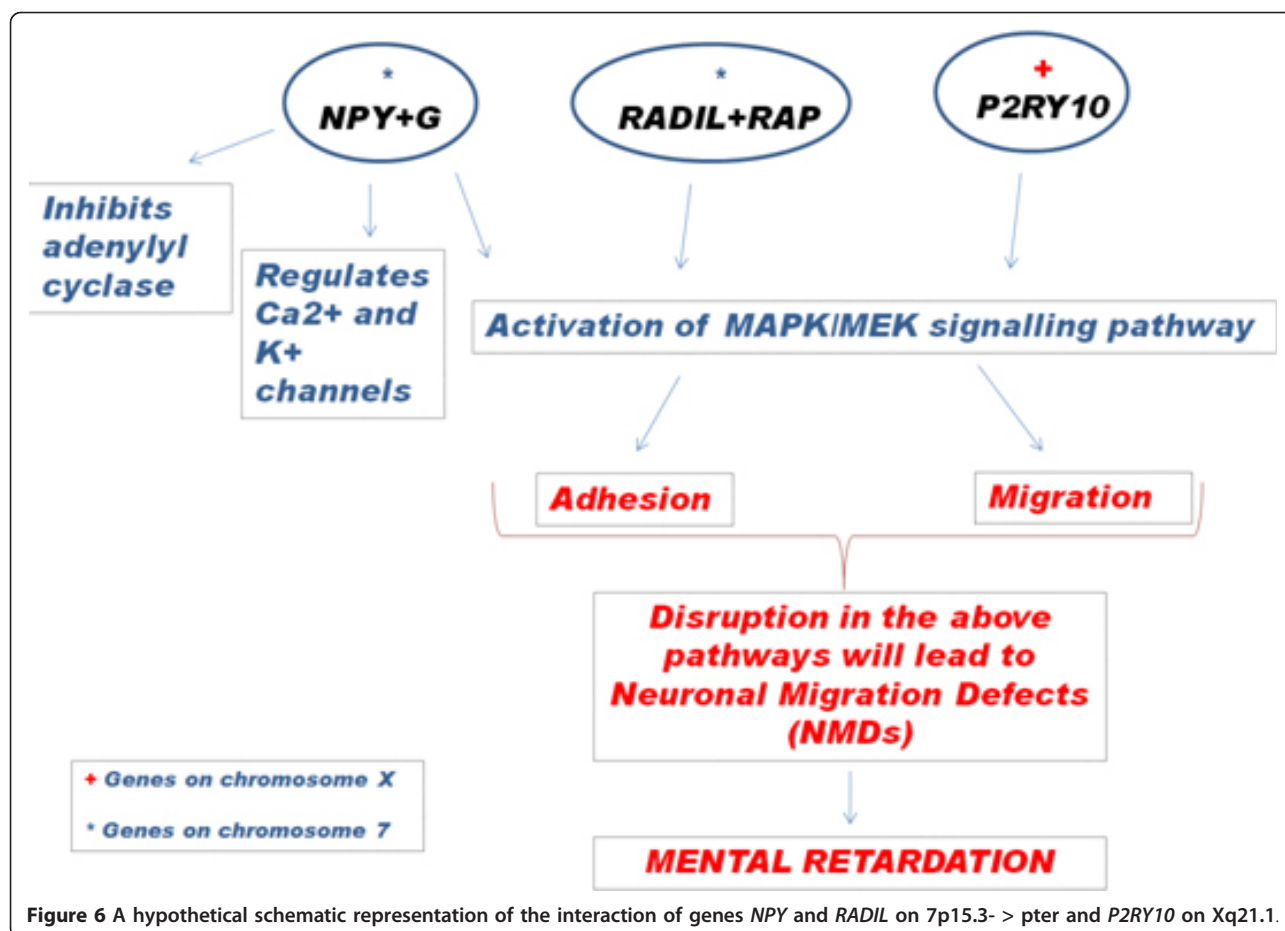 *
NPY+G
*
RADIL+RAP
+
P2RY10
Inhibits
adenylyl
cyclase
Regulates
Ca2+ and
K+
channels
Activation of MAPK/MEK signalling pathway
Adhesion
Migration
Disruption in the above
pathways will lead to
Neuronal Migration Defects
(NMDs)
+ Genes on chromosome X
* Genes on chromosome 7
MENTAL RETARDATION
Figure 6 A hypothetical schematic representation of the interaction of genes NPY and RADIL on 7p15.3- > pter and P2RY10 on Xq21.1.